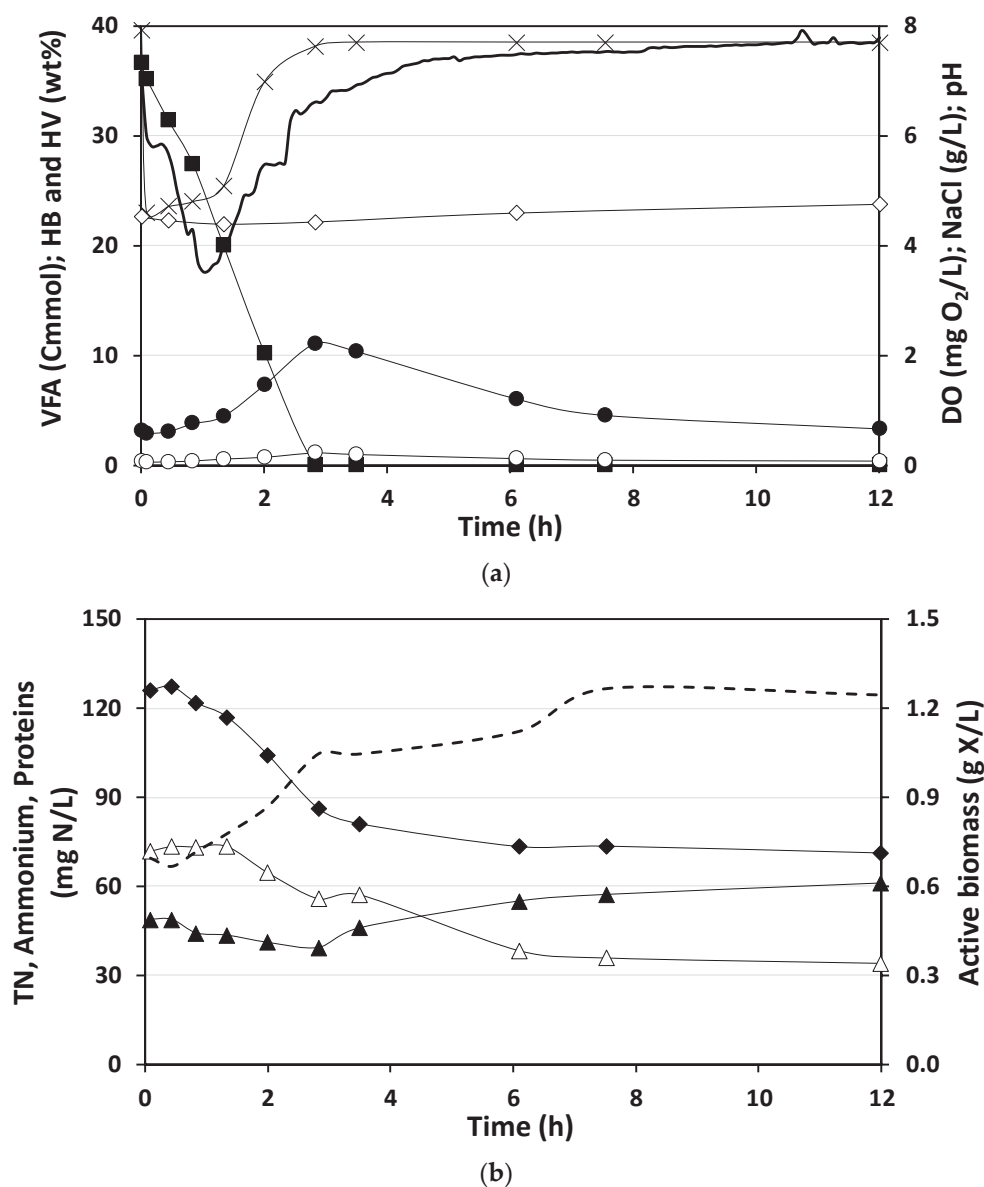 40
30
20
10
0
VFA (Cmmol); HB and HV (wt%)
8
6
4
2
0
DO (mg O₂/L); NaCl (g/L); pH
0 2 4 6 8 10 12
Time (h)
(a)
150
120
90
60
30
0
TN, Ammonium, Proteins
(mg N/L)
1.5
1.2
0.9
0.6
0.3
0.0
Active biomass (g X/L)
0 2 4 6 8 10 12
Time (h)
(b)